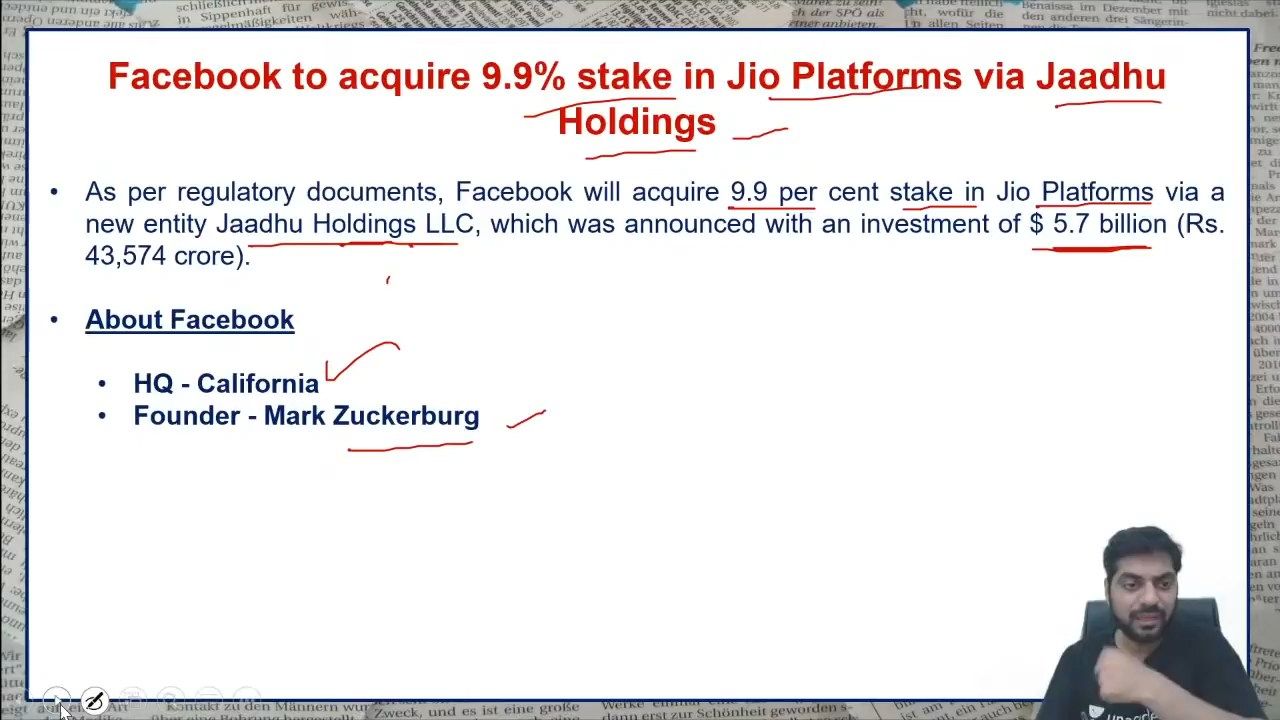 Facebook to acquire 9.9% stake in Jio Platforms via Jaadhu
Holdings
• As per regulatory documents, Facebook will acquire 9.9 per cent stake in Jio Platforms via a
new entity Jaadhu Holdings LLC, which was announced with an investment of $ 5.7 billion (Rs.
43,574 crore).
• About Facebook
• HQ - California
• Founder - Mark Zuckerburg